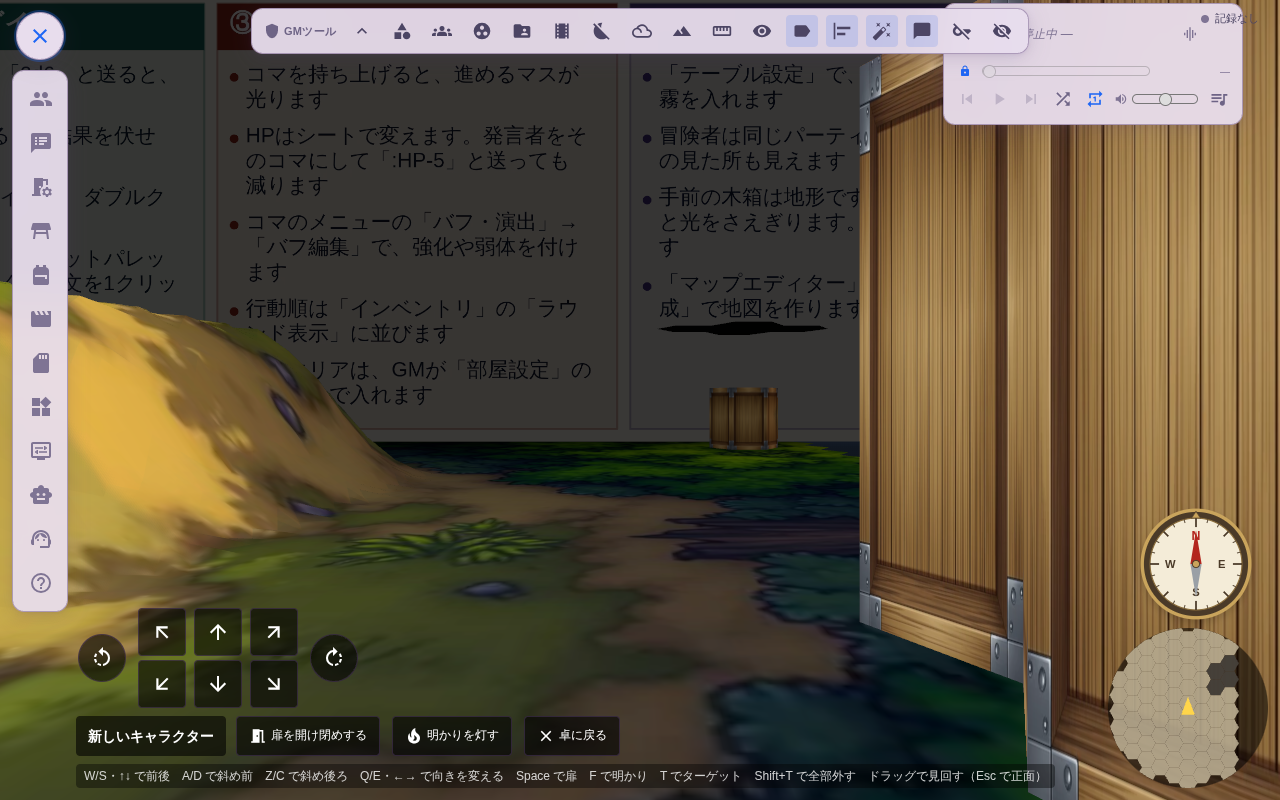 GMツール
停止中 —
記録なし
—
③
と送ると、
結果を伏せ
ダブルク
ットパレッ
文を1クリッ
コマを持ち上げると、進めるマスが
光ります
HPはシートで変えます。発言者をそ
のコマにして「:HP-5」と送っても
減ります
コマのメニューの「バフ・演出」→
「バフ編集」で、強化や弱体を付け
ます
行動順は「インベントリ」の「ラウ
ンド表示」に並びます
リアは、GMが「部屋設定」の
で入れます
「テーブル設定」で、
霧を入れます
冒険者は同じパーティ
の見た所も見えます
手前の木箱は地形です
と光をさえぎります。
す
「マップエディター」
成」で地図を作ります
N
W
E
S
新しいキャラクター
扉を開け閉めする
明かりを灯す
卓に戻る
W/S・↑↓ で前後 A/D で斜め前 Z/C で斜め後ろ Q/E・←→ で向きを変える Space で扉 F で明かり T でターゲット Shift+T で全部外す ドラッグで見回す（Esc で正面）